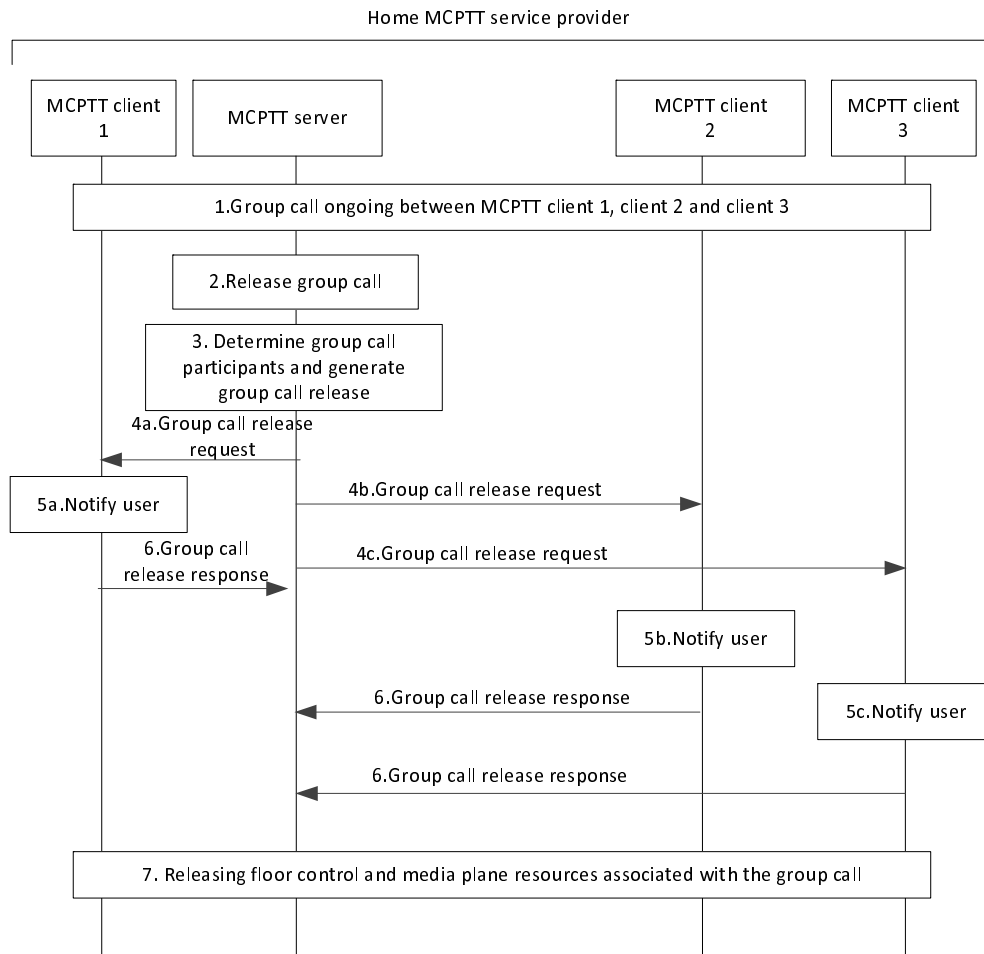 Home MCPTT service provider
MCPTT client
1
MCPTT server
MCPTT client
2
MCPTT client
3
1.Group call ongoing between MCPTT client 1, client 2 and client 3
2.Release group call
3. Determine group call
participants and generate
group call release
4a.Group call release
request
5a.Notify user
4b.Group call release request
6.Group call
release response
4c.Group call release request
5b.Notify user
6.Group call release response
5c.Notify user
6.Group call release response
7. Releasing floor control and media plane resources associated with the group call